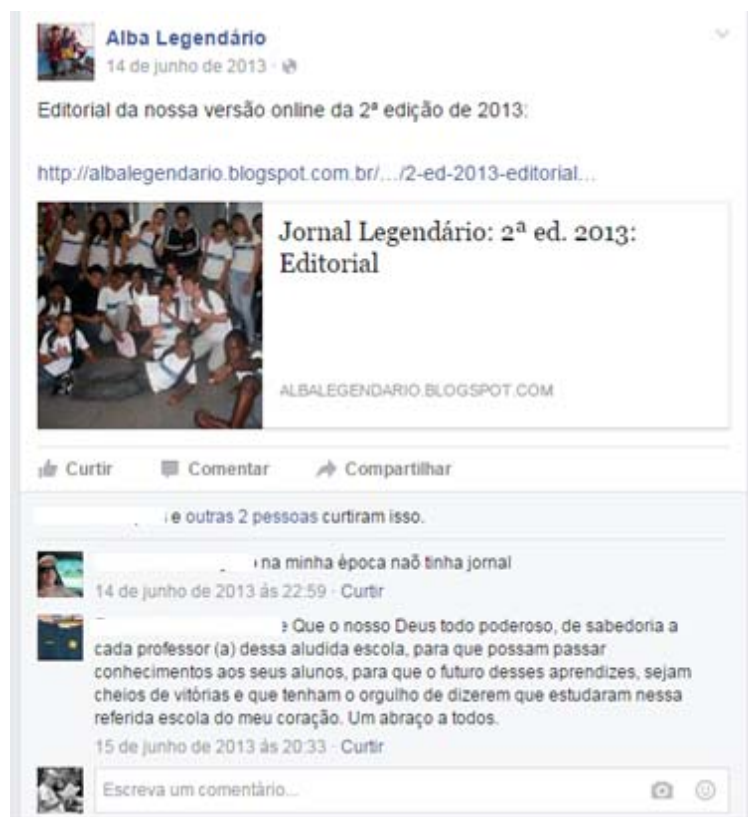 Alba Legendário
14 de junho de 2013 ·
Editorial da nossa versão online da 2ª edição de 2013:
http://albalegendario.blogspot.com.br/.../2-ed-2013-editorial...
Jornal Legendário: 2ª ed. 2013:
Editorial
ALBALEGENDARIO.BLOGSPOT.COM
Curtir Comentar Compartilhar
e outras 2 pessoas curtiram isso.
na minha época naõ tinha jornal
14 de junho de 2013 às 22:59 · Curtir
Que o nosso Deus todo poderoso, de sabedoria a
cada professor (a) dessa aludida escola, para que possam passar
conhecimentos aos seus alunos, para que o futuro desses aprendizes, sejam
cheios de vitórias e que tenham o orgulho de dizerem que estudaram nessa
referida escola do meu coração. Um abraço a todos.
15 de junho de 2013 às 20:33 · Curtir
Escreva um comentário...